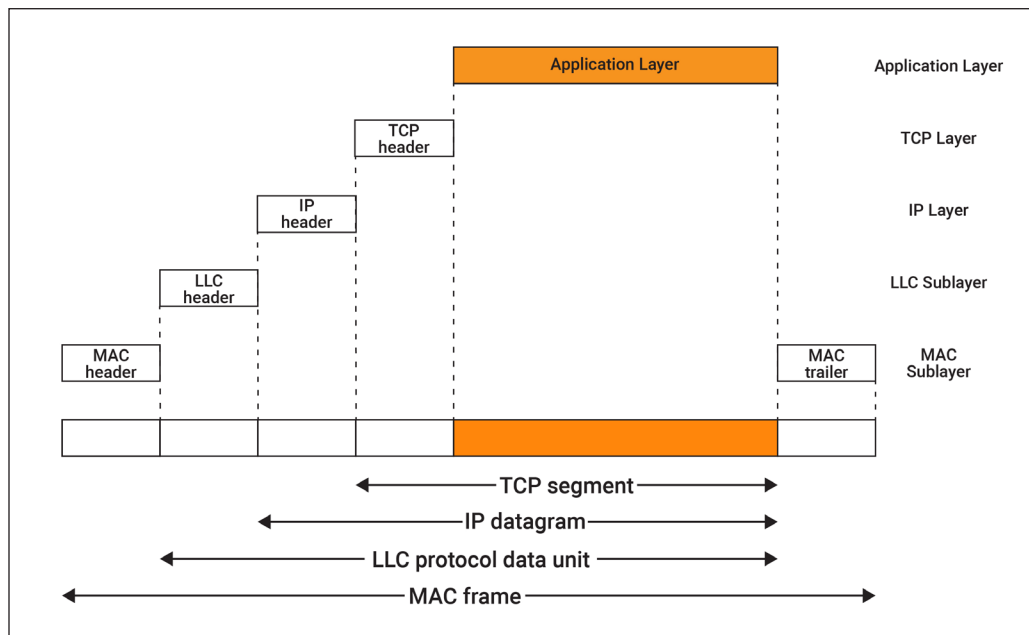 Application Layer
Application Layer
TCP
header
TCP Layer
IP
header
IP Layer
LLC
header
LLC Sublayer
MAC
header
MAC
trailer
MAC
Sublayer
TCP segment
IP datagram
LLC protocol data unit
MAC frame